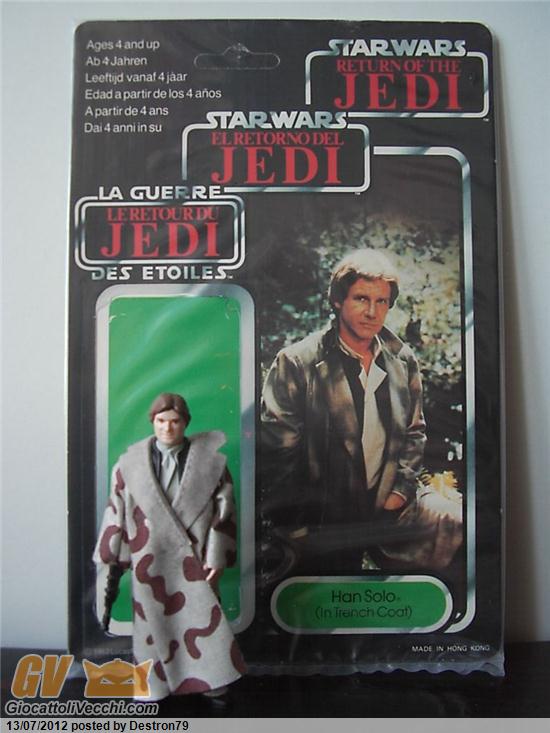 Ages 4 and up
Ab 4 Jahren
Leeftijd vanaf 4 jáar
Edad a partir de los 4 años
A partir de 4 ans
Dai 4 anni in su
STAR WARS
RETURN OF THE
JEDI
STAR WARS
EL RETORNO DEL
JEDI
LA GUERRE
LE RETOUR DU
JEDI
DES ETOILES
Han Solo
(In Trench Coat)
MADE IN HONG KONG
GV
GiocattoliVecchi.com
13/07/2012 posted by Destron79